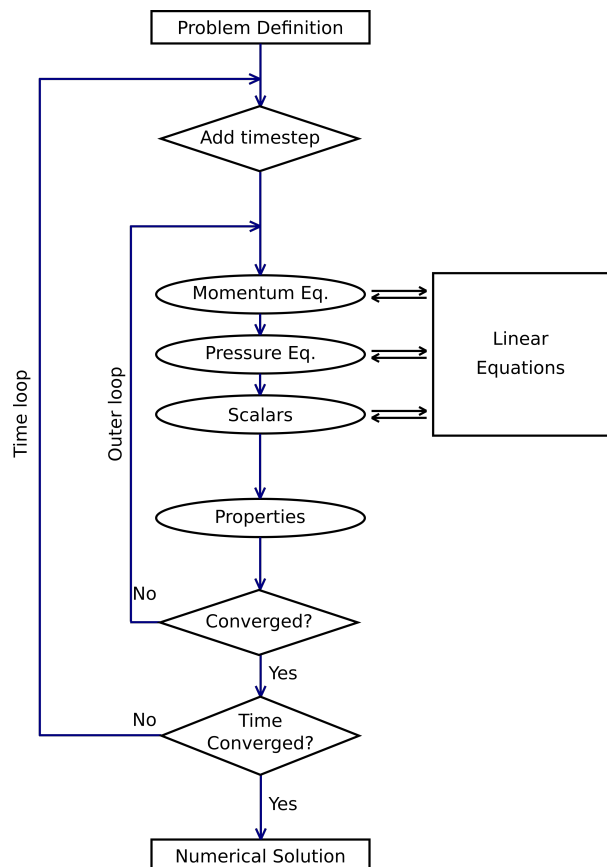 Problem Definition
Add timestep
Momentum Eq.
Linear
Equations
Pressure Eq.
Scalars
Time loop
Outer loop
Properties
No
Converged?
Yes
No
Time
Converged?
Yes
Numerical Solution